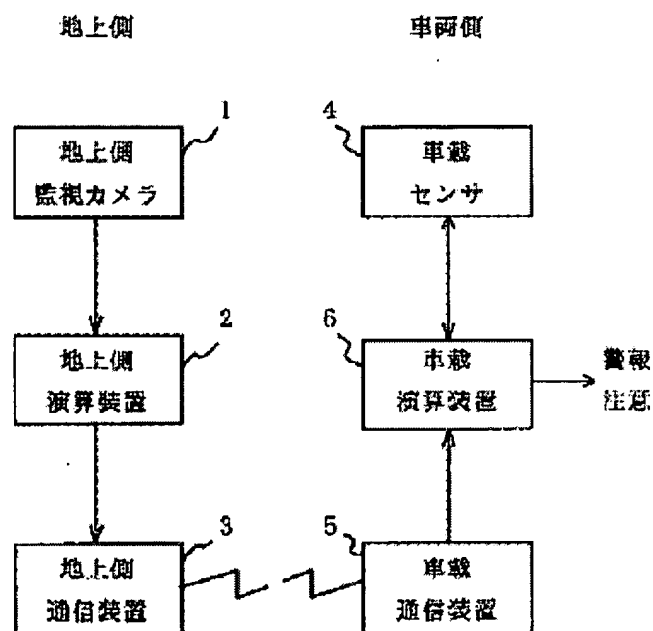 地上側
車両側
1
地上側
監視カメラ
4
車載
センサ
2
地上側
演算装置
6
車載
演算装置
警報
注意
3
地上側
通信装置
5
車載
通信装置